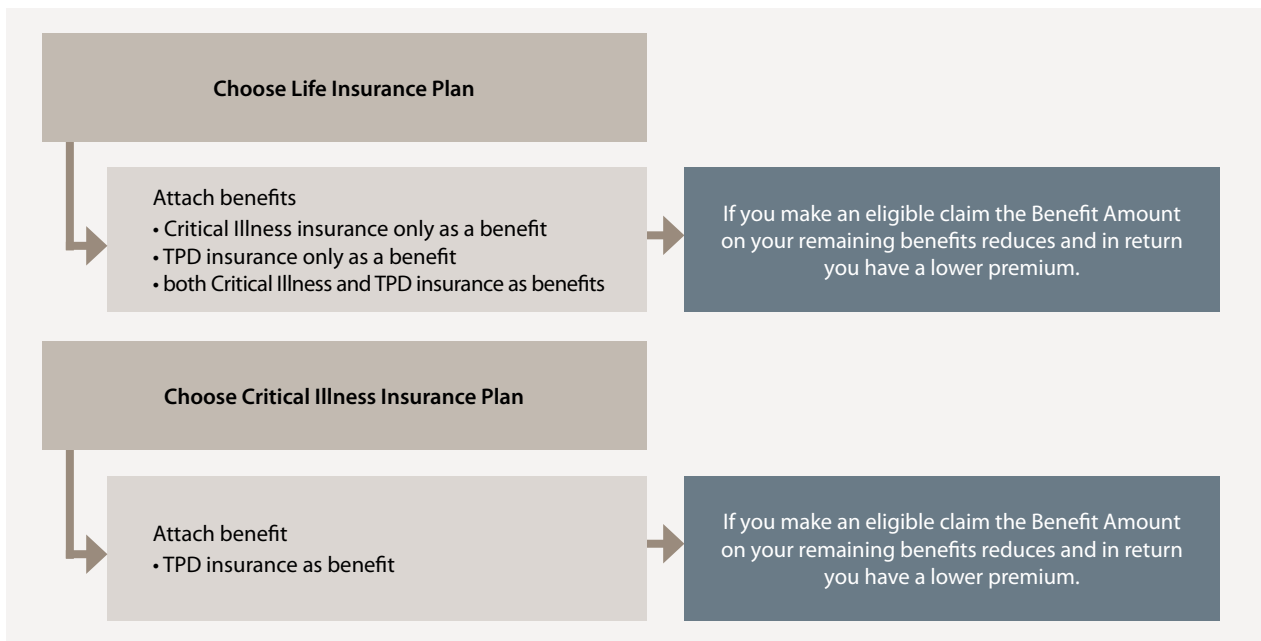 Choose Life Insurance Plan
Attach benefits
• Critical Illness insurance only as a benefit
• TPD insurance only as a benefit
• both Critical Illness and TPD insurance as benefits
If you make an eligible claim the Benefit Amount
on your remaining benefits reduces and in return
you have a lower premium.
Choose Critical Illness Insurance Plan
Attach benefit
• TPD insurance as benefit
If you make an eligible claim the Benefit Amount
on your remaining benefits reduces and in return
you have a lower premium.